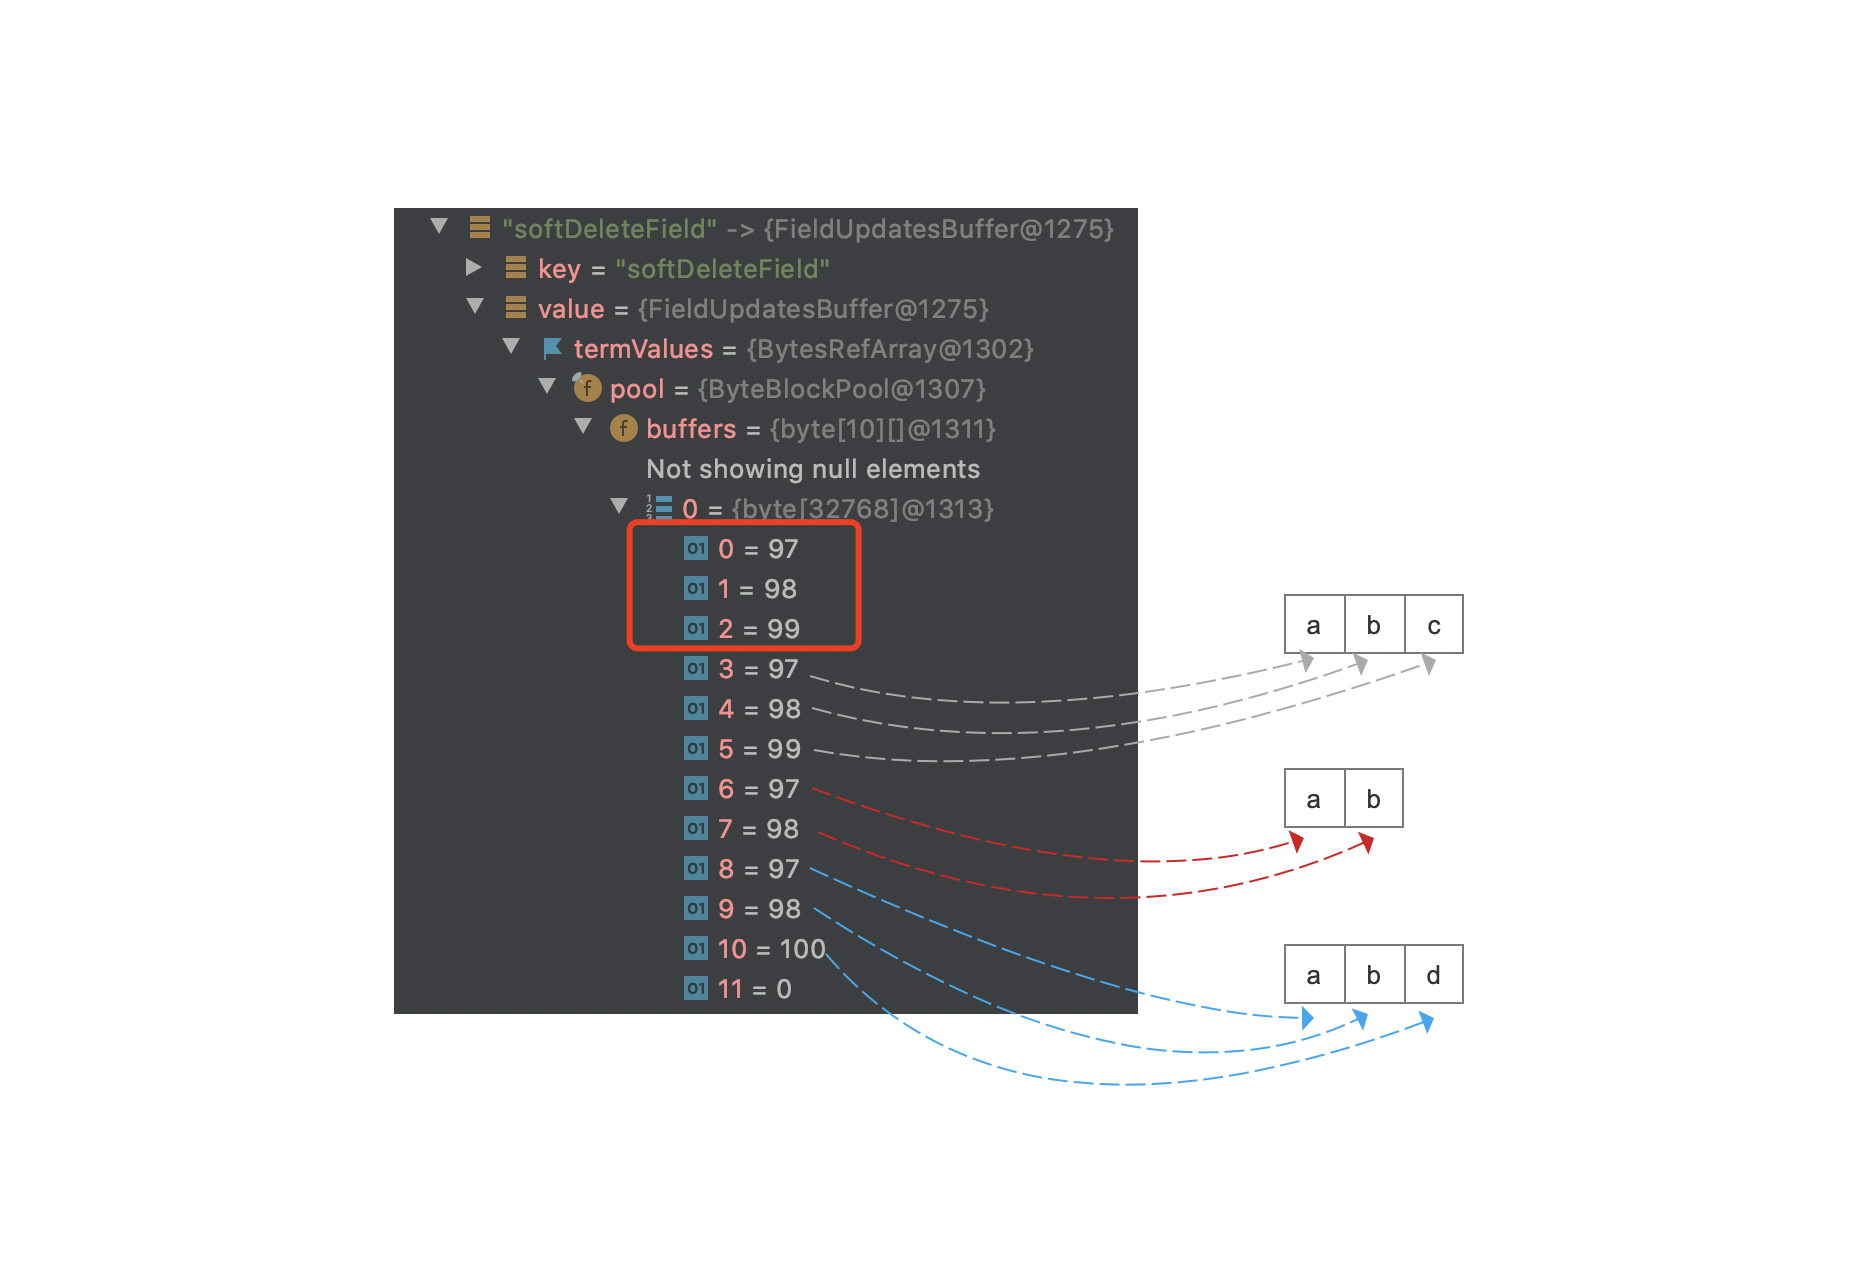 "softDeleteField" -> {FieldUpdatesBuffer@1275}
key = "softDeleteField"
value = {FieldUpdatesBuffer@1275}
termValues = {BytesRefArray@1302}
f pool = {ByteBlockPool@1307}
f buffers = {byte[10][]@1311}
Not showing null elements
0 = {byte[32768]@1313}
01 0 = 97
01 1 = 98
01 2 = 99
01 3 = 97
01 4 = 98
01 5 = 99
01 6 = 97
01 7 = 98
01 8 = 97
01 9 = 98
01 10 = 100
01 11 = 0
a b c
a b
a b d